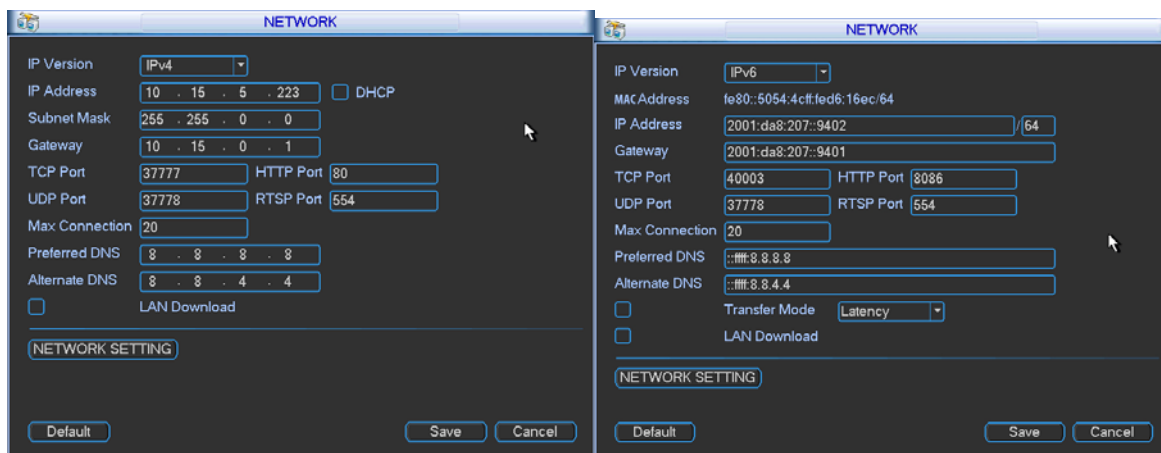 NETWORK
IP Version IPv4
IP Address 10 . 15 . 5 . 223 DHCP
Subnet Mask 255 . 255 . 0 . 0
Gateway 10 . 15 . 0 . 1
TCP Port 37777 HTTP Port 80
UDP Port 37778 RTSP Port 554
Max Connection 20
Preferred DNS 8 . 8 . 8 . 8
Alternate DNS 8 . 8 . 4 . 4
LAN Download
NETWORK SETTING
Default Save Cancel
NETWORK
IP Version IPv6
MAC Address fe80::5054:4cff:fed6:16ec/64
IP Address 2001:da8:207::9402 / 64
Gateway 2001:da8:207::9401
TCP Port 40003 HTTP Port 8086
UDP Port 37778 RTSP Port 554
Max Connection 20
Preferred DNS ::ffff:8.8.8.8
Alternate DNS ::ffff:8.8.4.4
Transfer Mode Latency
LAN Download
NETWORK SETTING
Default Save Cancel